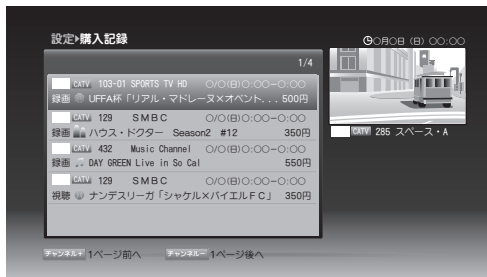 設定▶購入記録
○月○日 (日) ○○:○○
1/4
CATV 103-01 SPORTS TV HD ○/○(日)○:○○-○:○○
録画 UFFA杯「リアル・マドレーヌ×オペント... 500円
CATV 129 SMBC ○/○(日)○:○○-○:○○
録画 ハウス・ドクター Season2 #12 350円
CATV 432 Music Channel ○/○(日)○:○○-○:○○
録画 DAY GREEN Live in So Cal 550円
CATV 129 SMBC ○/○(日)○:○○-○:○○
視聴 ナンデスリーガ「シャケル×バイエルFC」 350円
CATV 285 スペース・A
チャンネル+ 1ページ前へ チャンネル- 1ページ後へ